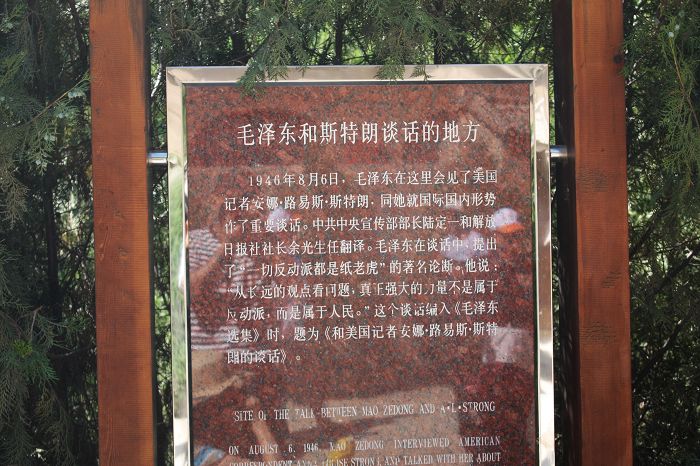 毛泽东和斯特朗谈话的地方
1946年8月6日，毛泽东在这里会见了美国
记者安娜·路易斯·斯特朗，同她就国际国内形势
作了重要谈话。中共中央宣传部部长陆定一和解放
日报社社长余光生任翻译。毛泽东在谈话中，提出
了“一切反动派都是纸老虎”的著名论断。他说：
“从长远的观点看问题，真正强大的力量不是属于
反动派，而是属于人民。”这个谈话编入《毛泽东
选集》时，题为《和美国记者安娜·路易斯·斯特
朗的谈话》。
SITE OF THE TALK BETWEEN MAO ZEDONG AND A·L·STRONG
ON AUGUST 6, 1946, MAO ZEDONG INTERVIEWED AMERICAN
AND TALKED WITH HER ABOUT